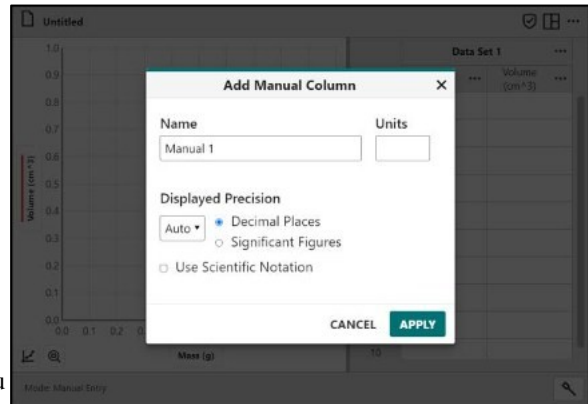 Untitled
1.0
Data Set 1
0.9
Volume
(cm^3)
0.8
0.7
0.6
0.5
0.4
0.3
0.2
0.1
0.0
Volume (cm^3)
Add Manual Column
Name
Units
Manual 1
Displayed Precision
Auto
Decimal Places
Significant Figures
Use Scientific Notation
CANCEL
APPLY
0.0 0.1 0.2 0.
Mass (g)
10
Mode: Manual Entry